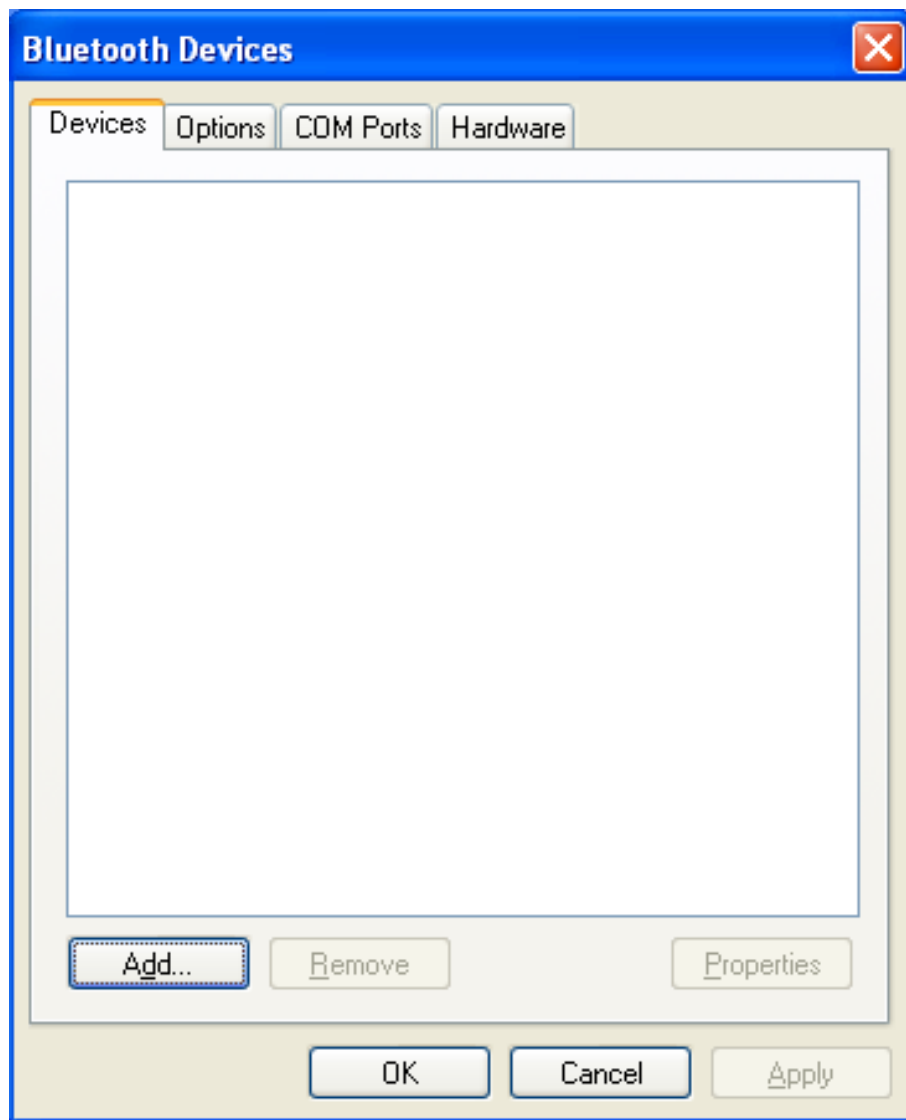 Bluetooth Devices
Devices Options COM Ports Hardware
Add... Remove Properties
OK Cancel Apply